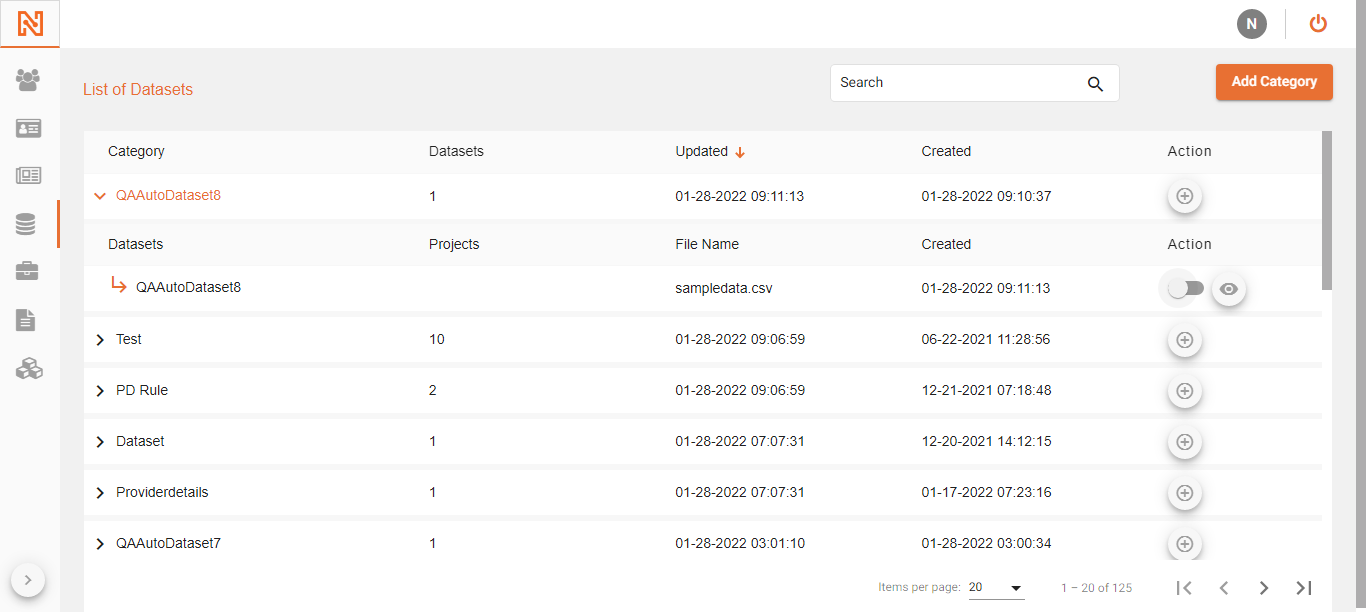 N
List of Datasets
Search
Add Category
Category Datasets Updated Created Action
QAAutoDataset8 1 01-28-2022 09:11:13 01-28-2022 09:10:37
Datasets Projects File Name Created Action
QAAutoDataset8 sampledata.csv 01-28-2022 09:11:13
Test 10 01-28-2022 09:06:59 06-22-2021 11:28:56
PD Rule 2 01-28-2022 09:06:59 12-21-2021 07:18:48
Dataset 1 01-28-2022 07:07:31 12-20-2021 14:12:15
Providerdetails 1 01-28-2022 07:07:31 01-17-2022 07:23:16
QAAutoDataset7 1 01-28-2022 03:01:10 01-28-2022 03:00:34
Items per page: 20 1 – 20 of 125